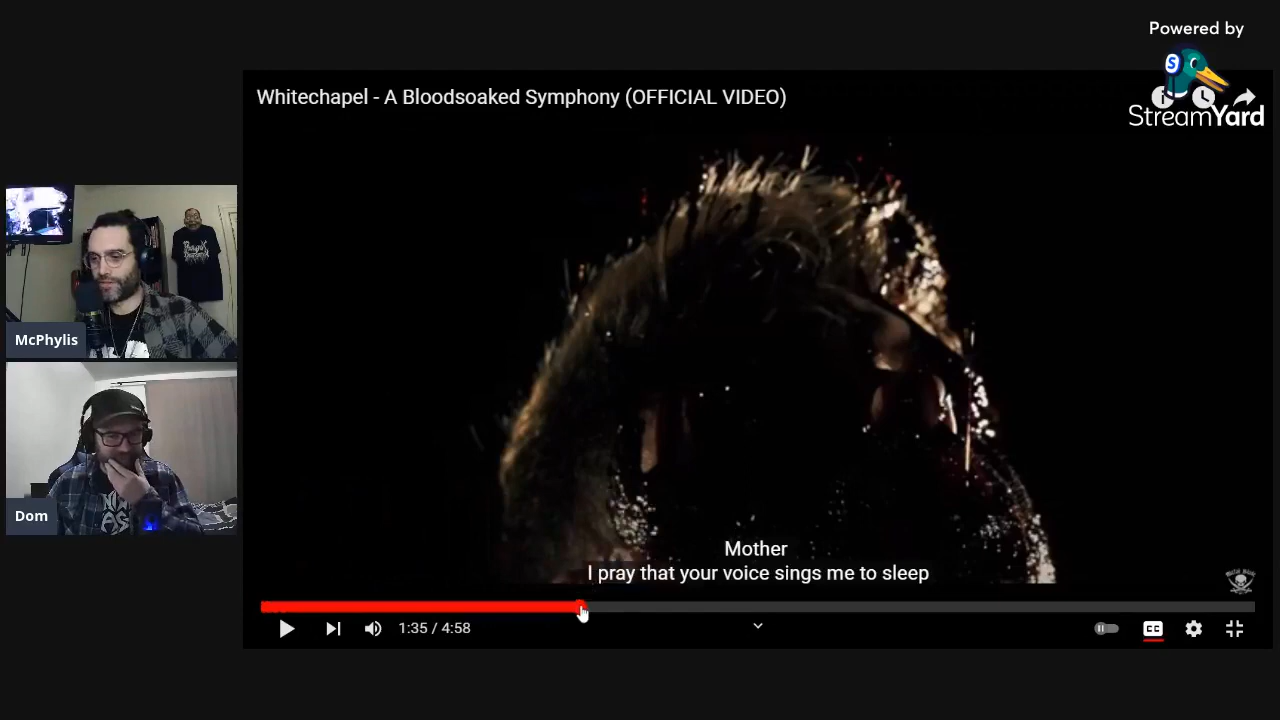 Powered by
StreamYard
Whitechapel - A Bloodsoaked Symphony (OFFICIAL VIDEO)
McPhylis
Dom
Mother
I pray that your voice sings me to sleep
1:35 / 4:58
CC